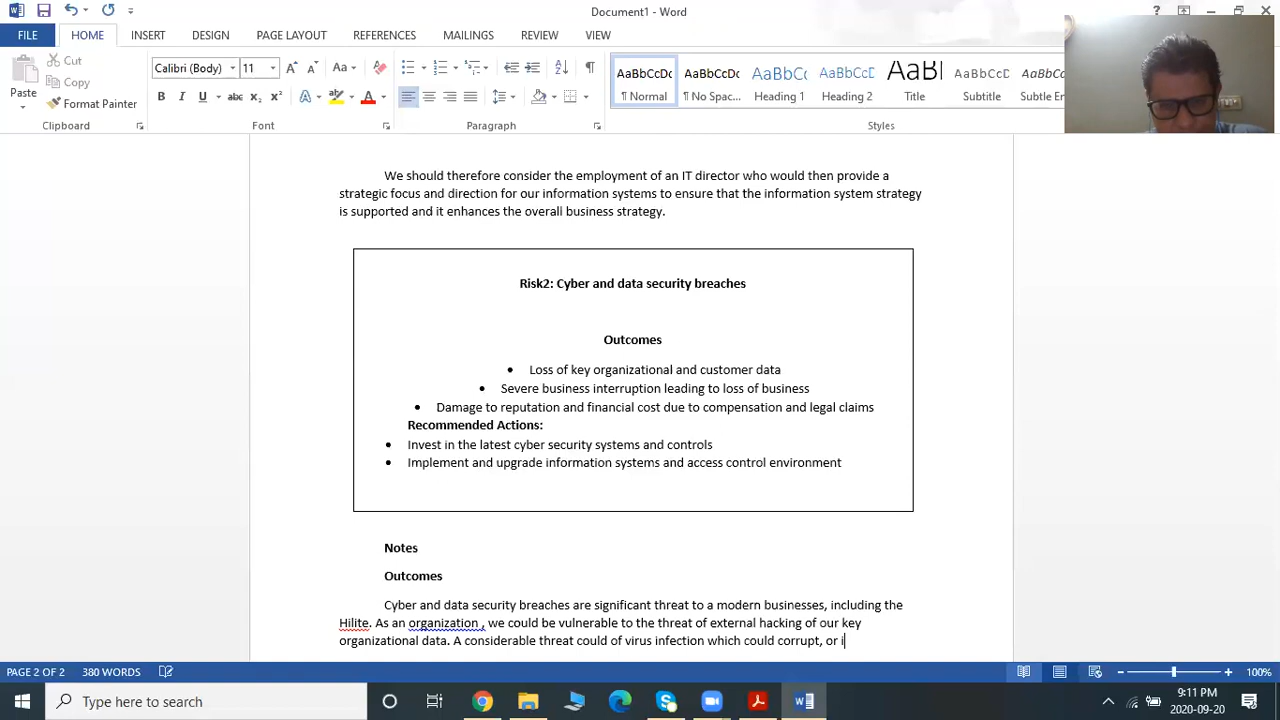 Document1 - Word
?
FILE HOME INSERT DESIGN PAGE LAYOUT REFERENCES MAILINGS REVIEW VIEW
Cut
Copy
Format Painter
Paste
Calibri (Body) 11
AaBbCcDc AaBbCcDc AaBbCc AaBbCcD AaBI AaBbCcD AaBbCc
¶ Normal ¶ No Spac... Heading 1 Heading 2 Title Subtitle Subtle Em
Clipboard Font Paragraph Styles
We should therefore consider the employment of an IT director who would then provide a
strategic focus and direction for our information systems to ensure that the information system strategy
is supported and it enhances the overall business strategy.
Risk2: Cyber and data security breaches
Outcomes
• Loss of key organizational and customer data
• Severe business interruption leading to loss of business
• Damage to reputation and financial cost due to compensation and legal claims
Recommended Actions:
• Invest in the latest cyber security systems and controls
• Implement and upgrade information systems and access control environment
Notes
Outcomes
Cyber and data security breaches are significant threat to a modern businesses, including the
Hilite. As an organization , we could be vulnerable to the threat of external hacking of our key
organizational data. A considerable threat could of virus infection which could corrupt, or i
PAGE 2 OF 2 380 WORDS 100%
Type here to search
9:11 PM
2020-09-20